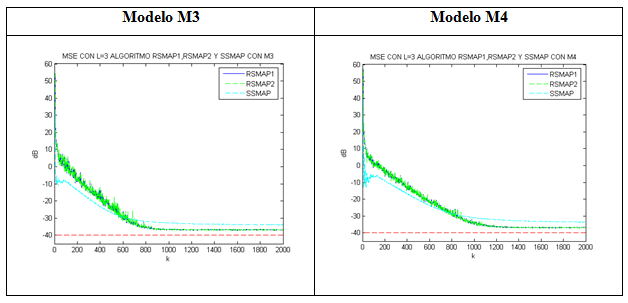 Modelo M3
Modelo M4
MSE CON L=3 ALGORITMO RSMAP1,RSMAP2 Y SSMAP CON M3
60
50
40
30
20
10
0
-10
-20
-30
-40
dB
RSMAP1
RSMAP2
SSMAP
0 200 400 600 800 1000 1200 1400 1600 1800 2000
k
MSE CON L=3 ALGORITMO RSMAP1,RSMAP2 Y SSMAP CON M4
60
50
40
30
20
10
0
-10
-20
-30
-40
dB
RSMAP1
RSMAP2
SSMAP
0 200 400 600 800 1000 1200 1400 1600 1800 2000
k